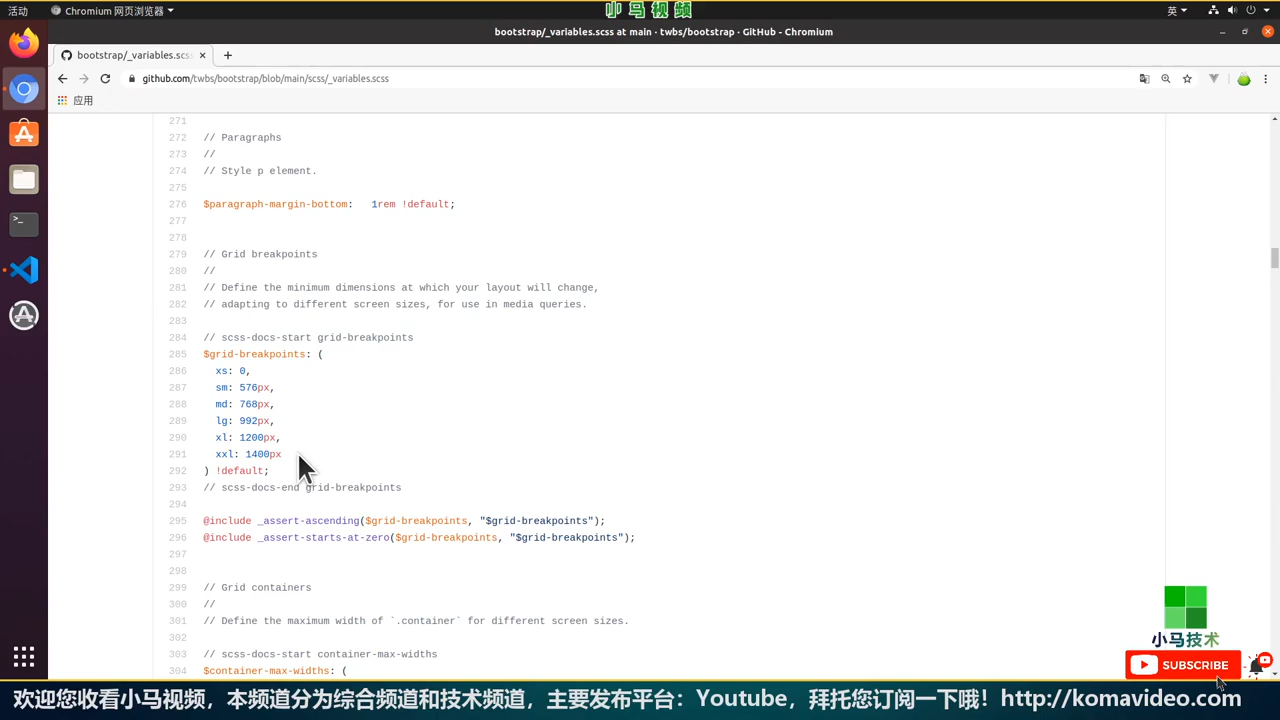 活动
Chromium 网页浏览器
小马视频
英
bootstrap/_variables.scss at main · twbs/bootstrap · GitHub - Chromium
bootstrap/_variables.scs
github.com/twbs/bootstrap/blob/main/scss/_variables.scss
应用
271
272 // Paragraphs
273 //
274 // Style p element.
275
276 $paragraph-margin-bottom: 1rem !default;
277
278
279 // Grid breakpoints
280 //
281 // Define the minimum dimensions at which your layout will change,
282 // adapting to different screen sizes, for use in media queries.
283
284 // scss-docs-start grid-breakpoints
285 $grid-breakpoints: (
286 xs: 0,
287 sm: 576px,
288 md: 768px,
289 lg: 992px,
290 xl: 1200px,
291 xxl: 1400px
292 ) !default;
293 // scss-docs-end grid-breakpoints
294
295 @include _assert-ascending($grid-breakpoints, "$grid-breakpoints");
296 @include _assert-starts-at-zero($grid-breakpoints, "$grid-breakpoints");
297
298
299 // Grid containers
300 //
301 // Define the maximum width of `.container` for different screen sizes.
302
303 // scss-docs-start container-max-widths
304 $container-max-widths: (
小马技术
SUBSCRIBE
欢迎您收看小马视频，本频道分为综合频道和技术频道，主要发布平台：Youtube，拜托您订阅一下哦！http://komavideo.com